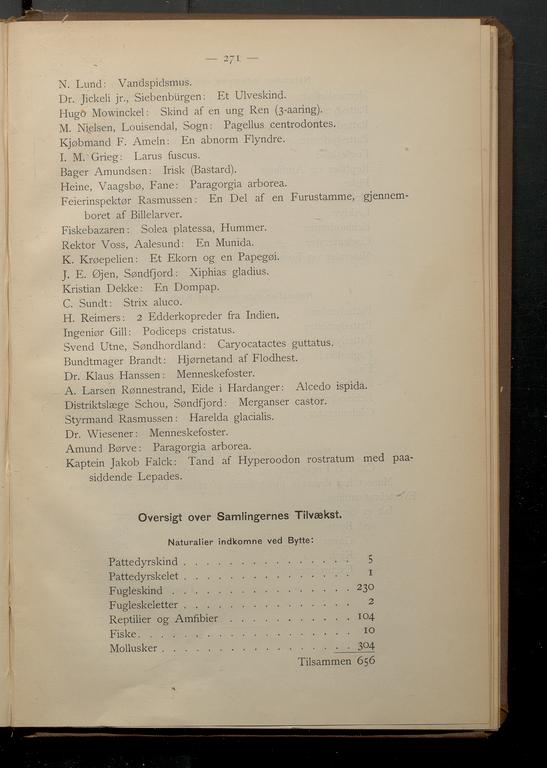 — 271 —
N. Lund: Vandspidsmus.
Dr. Jickeli jr., Siebenbürgen: Et Ulveskind.
Hugo Mowinckel: Skind af en ung Ren (3-aaring).
M. Nielsen, Louisendal, Sogn: Pagellus centrodontes.
Kjøbmand F. Ameln: En abnorm Flyndre.
I. M. Grieg: Larus fuscus.
Bager Amundsen: Irisk (Bastard).
Heine, Vaagsbø, Fane: Paragorgia arborea.
Feierinspektør Rasmussen: En Del af en Furustamme, gjennem-
boret af Billelarver.
Fiskebazaren: Solea platessa, Hummer.
Rektor Voss, Aalesund: En Munida.
K. Krøepelien: Et Ekorn og en Papegøi.
J. E. Øjen, Søndfjord: Xiphias gladius.
Kristian Dekke: En Dompap.
C. Sundt: Strix aluco.
H. Reimers: 2 Edderkopreder fra Indien.
Ingeniør Gill: Podiceps cristatus.
Svend Utne, Søndhordland: Caryocatactes guttatus.
Bundtmager Brandt: Hjørnetand af Flodhest.
Dr. Klaus Hanssen: Menneskefoster.
A. Larsen Rønnestrand, Eide i Hardanger: Alcedo ispida.
Distriktslæge Schou, Søndfjord: Merganser castor.
Styrmand Rasmussen: Harelda glacialis.
Dr. Wiesener: Menneskefoster.
Amund Børve: Paragorgia arborea.
Kaptein Jakob Falck: Tand af Hyperoodon rostratum med paa-
siddende Lepades.
Oversigt over Samlingernes Tilvækst.
Naturalier indkomne ved Bytte:
Pattedyrskind . . . . . . . . . . . . . . . 5
Pattedyrskelet . . . . . . . . . . . . . . . 1
Fugleskind . . . . . . . . . . . . . . . . 230
Fugleskeletter . . . . . . . . . . . . . . . 2
Reptilier og Amfibier . . . . . . . . . . . 104
Fiske . . . . . . . . . . . . . . . . . . 10
Mollusker . . . . . . . . . . . . . . . . 304
Tilsammen 656